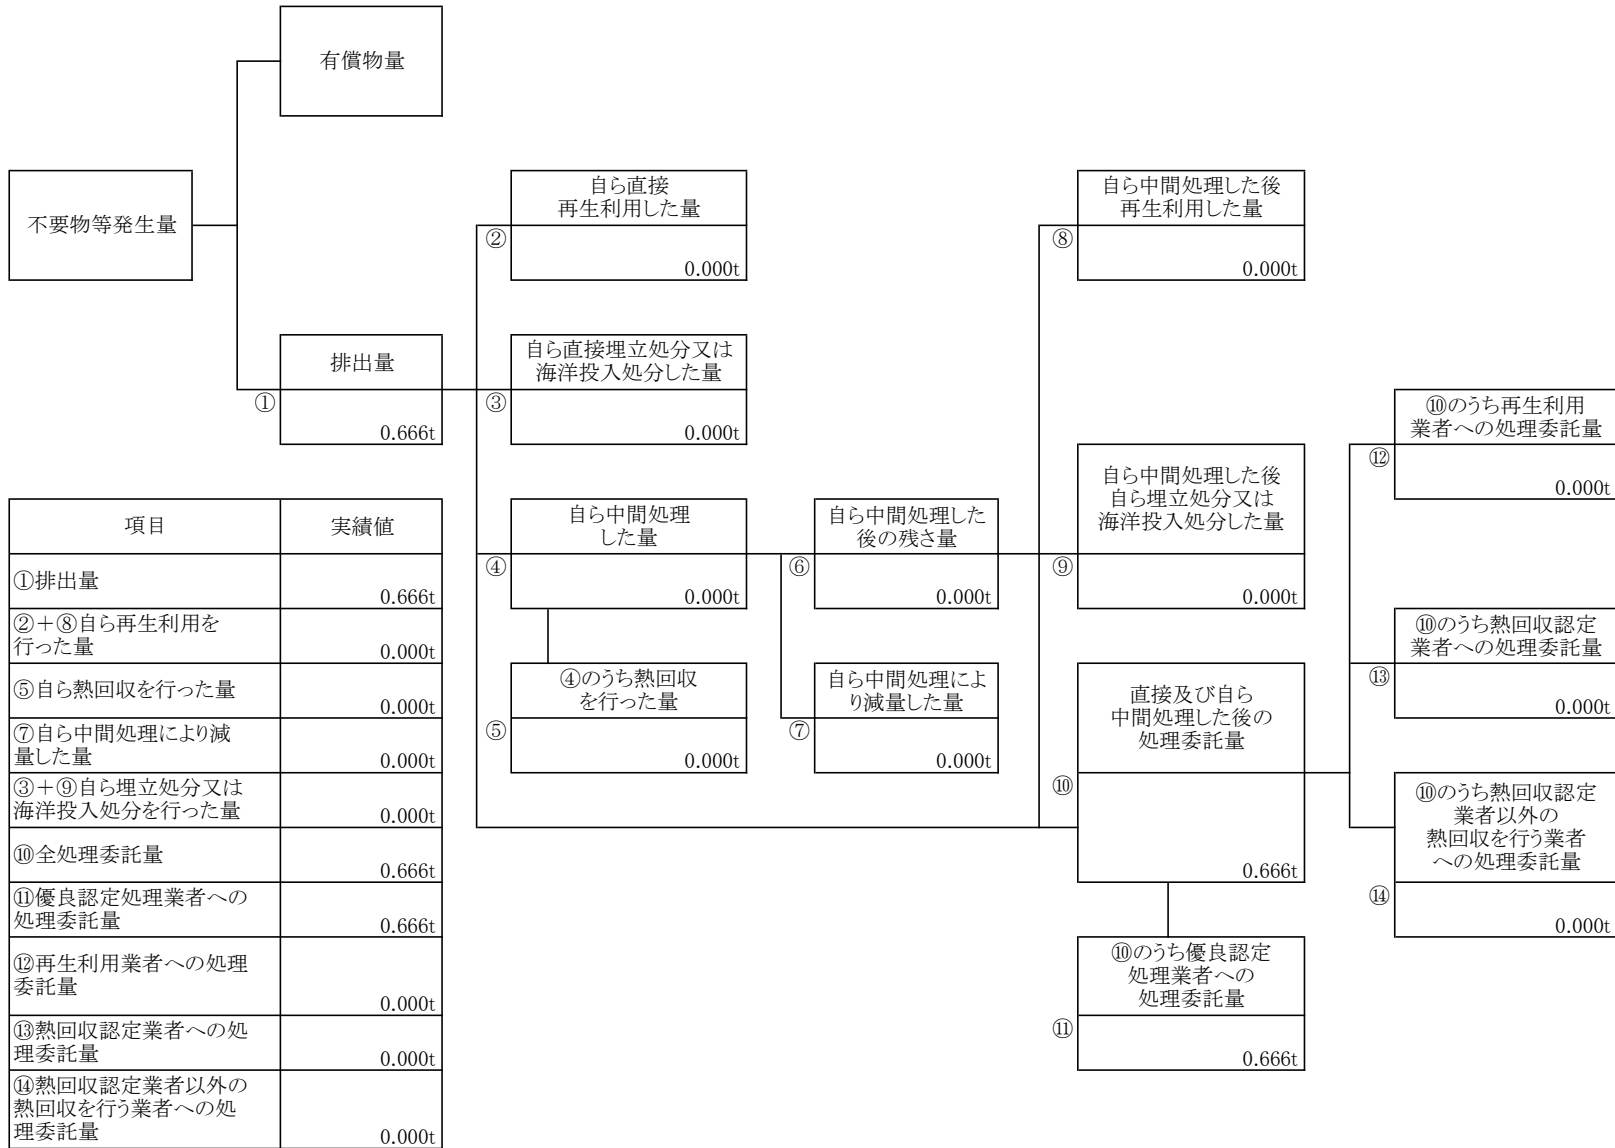 有償物量
不要物等発生量
自ら直接
再生利用した量
②
0.000t
自ら中間処理した後
再生利用した量
⑧
0.000t
排出量
①
0.666t
自ら直接埋立処分又は
海洋投入処分した量
③
0.000t
⑩のうち再生利用
業者への処理委託量
⑫
0.000t
自ら中間処理した後
自ら埋立処分又は
海洋投入処分した量
⑨
0.000t
自ら中間処理
した量
④
0.000t
自ら中間処理した
後の残さ量
⑥
0.000t
⑩のうち熱回収認定
業者への処理委託量
⑬
0.000t
④のうち熱回収
を行った量
⑤
0.000t
自ら中間処理によ
り減量した量
⑦
0.000t
直接及び自ら
中間処理した後の
処理委託量
⑩
0.666t
⑩のうち熱回収認定
業者以外の
熱回収を行う業者
への処理委託量
⑭
0.000t
⑩のうち優良認定
処理業者への
処理委託量
⑪
0.666t
項目
実績値
①排出量
0.666t
②＋⑧自ら再生利用を
行った量
0.000t
⑤自ら熱回収を行った量
0.000t
⑦自ら中間処理により減
量した量
0.000t
③＋⑨自ら埋立処分又は
海洋投入処分を行った量
0.000t
⑩全処理委託量
0.666t
⑪優良認定処理業者への
処理委託量
0.666t
⑫再生利用業者への処理
委託量
0.000t
⑬熱回収認定業者への処
理委託量
0.000t
⑭熱回収認定業者以外の
熱回収を行う業者への処
理委託量
0.000t